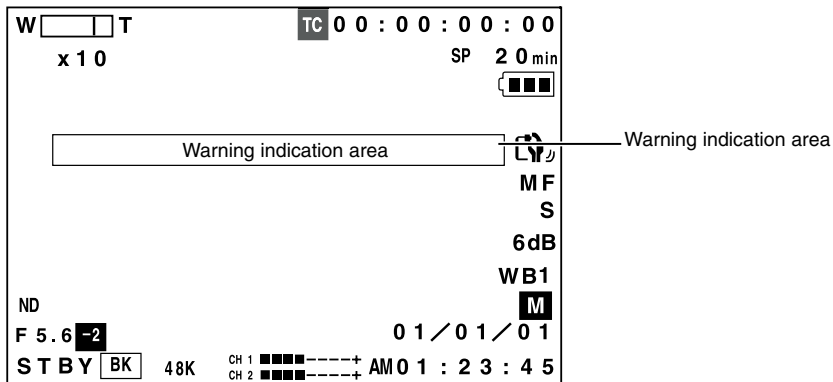 W T TC 00:00:00:00
x10 SP 20min
Warning indication area Warning indication area
MF
S
6dB
WB1
ND M
F5.6 -2 01/01/01
STBY BK 48K CH 1 ----+ AM01:23:45
CH 2 ----+